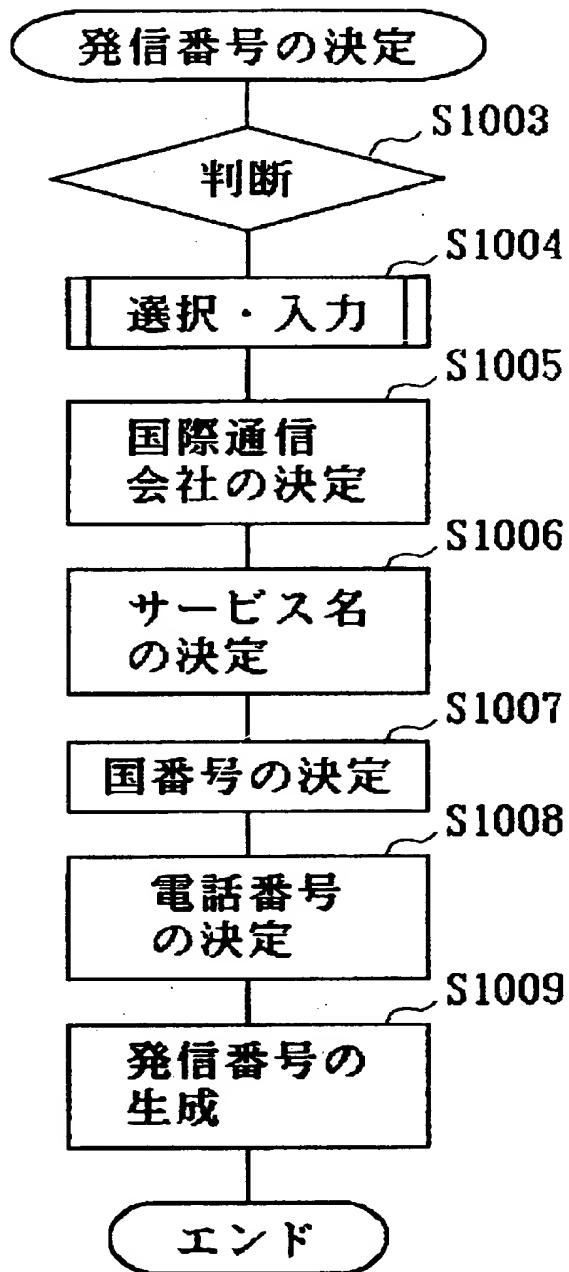 発信番号の決定
S1003
判断
S1004
選択・入力
S1005
国際通信
会社の決定
S1006
サービス名
の決定
S1007
国番号の決定
S1008
電話番号
の決定
S1009
発信番号の
生成
エンド